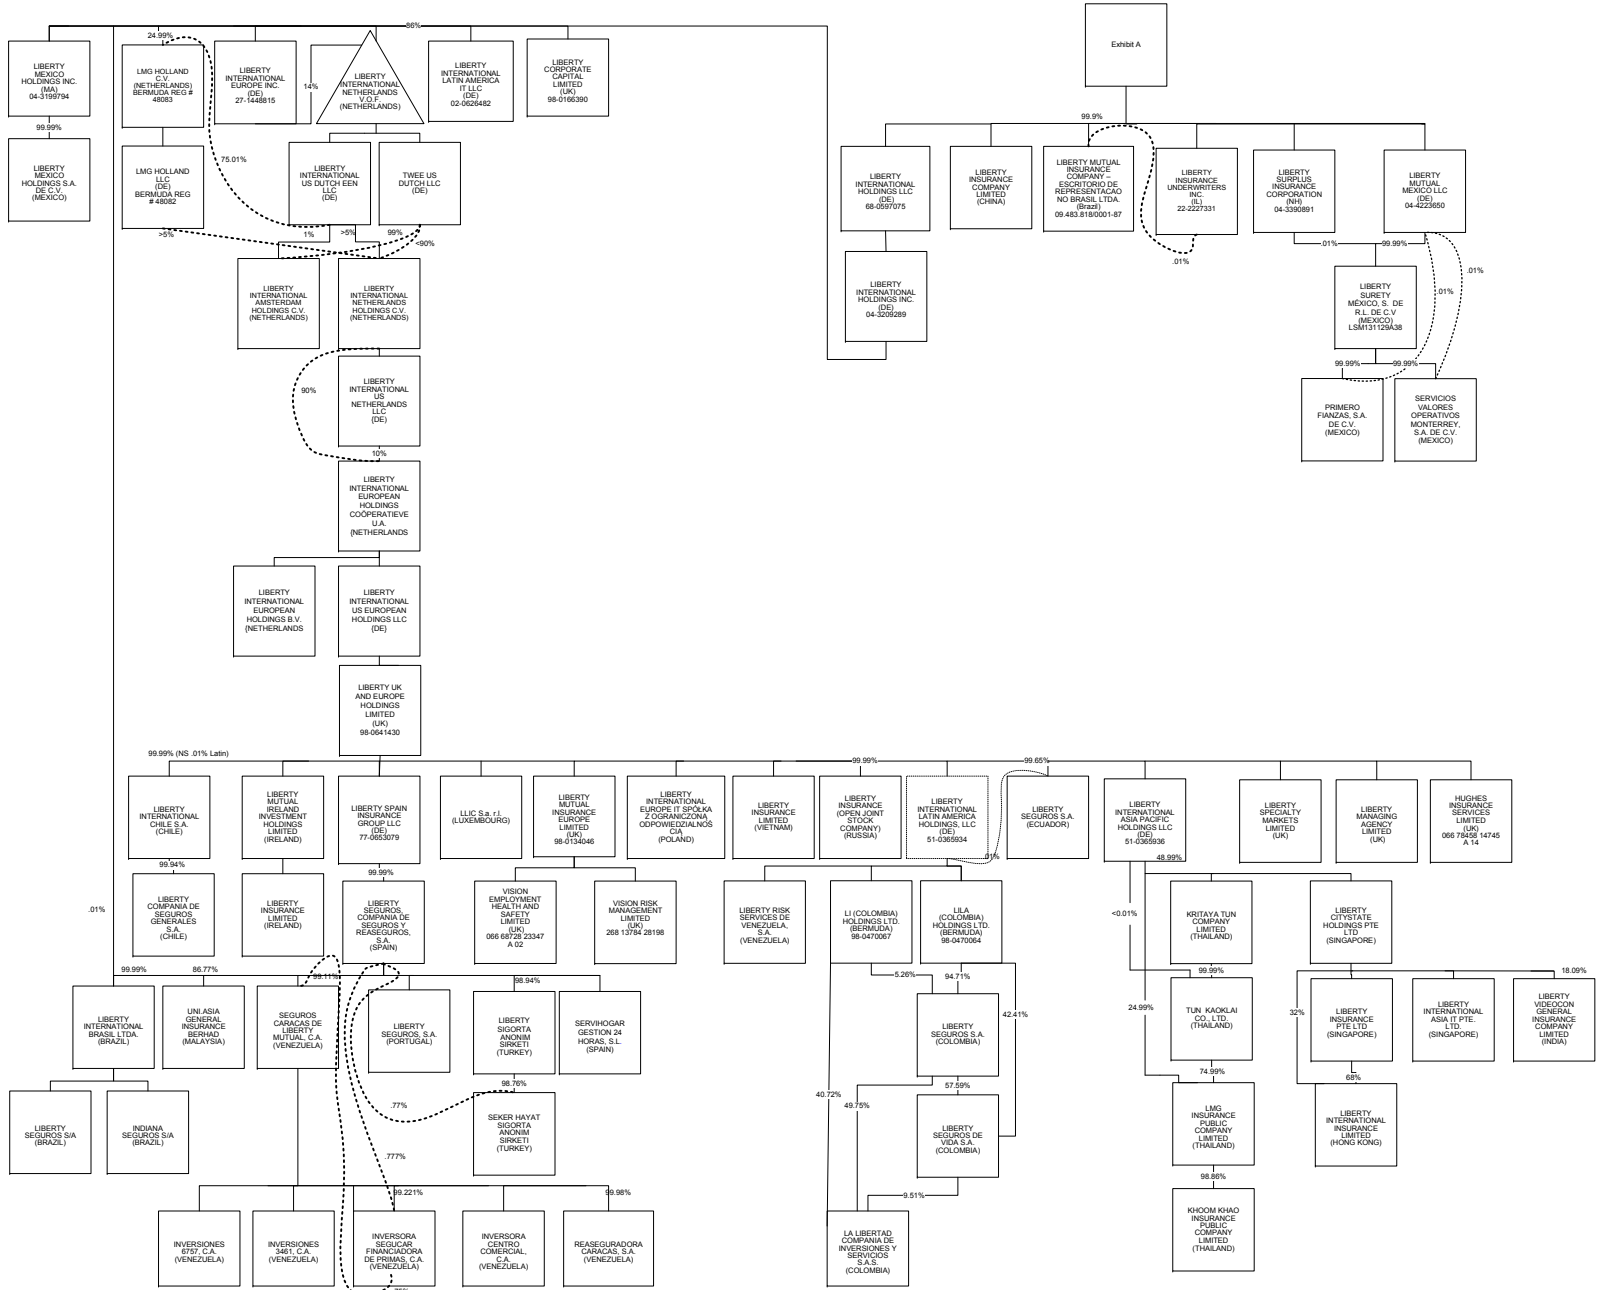 86%
24.99%
LIBERTY
MEXICO
HOLDINGS INC.
(MA)
04-3199794
LMG HOLLAND
C.V.
(NETHERLANDS)
BERMUDA REG #
48083
LIBERTY
INTERNATIONAL
EUROPE INC.
(DE)
27-1448815
14%
LIBERTY
INTERNATIONAL
NETHERLANDS
V.O.F.
(NETHERLANDS)
LIBERTY
INTERNATIONAL
LATIN AMERICA
IT LLC
(DE)
02-0626482
LIBERTY
CORPORATE
CAPITAL
LIMITED
(UK)
98-0166390
Exhibit A
99.99%
LIBERTY
MEXICO
HOLDINGS S.A.
DE C.V.
(MEXICO)
LMG HOLLAND
LLC
(DE)
BERMUDA REG
# 48082
75.01%
LIBERTY
INTERNATIONAL
US DUTCH EEN
LLC
(DE)
TWEE US
DUTCH LLC
(DE)
99.9%
LIBERTY
INTERNATIONAL
HOLDINGS LLC
(DE)
68-0597075
LIBERTY
INSURANCE
COMPANY
LIMITED
(CHINA)
LIBERTY MUTUAL
INSURANCE
COMPANY –
ESCRITORIO DE
REPRESENTACAO
NO BRASIL LTDA.
(Brazil)
09.483.818/0001-87
LIBERTY
INSURANCE
UNDERWRITERS
INC.
(IL)
22-2227331
LIBERTY
SURPLUS
INSURANCE
CORPORATION
(NH)
04-3390891
LIBERTY
MUTUAL
MEXICO LLC
(DE)
04-4223650
>5%
1%
>5%
99%
<90%
.01%
.01%
99.99%
.01%
.01%
LIBERTY
INTERNATIONAL
AMSTERDAM
HOLDINGS C.V.
(NETHERLANDS)
LIBERTY
INTERNATIONAL
NETHERLANDS
HOLDINGS C.V.
(NETHERLANDS)
LIBERTY
INTERNATIONAL
HOLDINGS INC.
(DE)
04-3209289
LIBERTY
SURETY
MÉXICO, S. DE
R.L. DE C.V
(MEXICO)
LSM131129A38
99.99%
99.99%
90%
LIBERTY
INTERNATIONAL
US
NETHERLANDS
LLC
(DE)
PRIMERO
FIANZAS, S.A.
DE C.V.
(MEXICO)
SERVICIOS
VALORES
OPERATIVOS
MONTERREY,
S.A. DE C.V.
(MEXICO)
10%
LIBERTY
INTERNATIONAL
EUROPEAN
HOLDINGS
COÖPERATIEVE
U.A.
(NETHERLANDS
LIBERTY
INTERNATIONAL
EUROPEAN
HOLDINGS B.V.
(NETHERLANDS
LIBERTY
INTERNATIONAL
US EUROPEAN
HOLDINGS LLC
(DE)
LIBERTY UK
AND EUROPE
HOLDINGS
LIMITED
(UK)
98-0641430
99.99% (NS .01% Latin)
99.99%
99.65%
LIBERTY
INTERNATIONAL
CHILE S.A.
(CHILE)
LIBERTY
MUTUAL
IRELAND
INVESTMENT
HOLDINGS
LIMITED
(IRELAND)
LIBERTY SPAIN
INSURANCE
GROUP LLC
(DE)
77-0653079
LLIC S.a. r.l.
(LUXEMBOURG)
LIBERTY
MUTUAL
INSURANCE
EUROPE
LIMITED
(UK)
98-0134046
LIBERTY
INTERNATIONAL
EUROPE IT SPÓŁKA
Z OGRANICZONĄ
ODPOWIEDZIALNOŚ
CIĄ
(POLAND)
LIBERTY
INSURANCE
LIMITED
(VIETNAM)
LIBERTY
INSURANCE
(OPEN JOINT
STOCK
COMPANY)
(RUSSIA)
LIBERTY
INTERNATIONAL
LATIN AMERICA
HOLDINGS, LLC
(DE)
51-0365934
LIBERTY
SEGUROS S.A.
(ECUADOR)
LIBERTY
INTERNATIONAL
ASIA PACIFIC
HOLDINGS LLC
(DE)
51-0365936
LIBERTY
SPECIALTY
MARKETS
LIMITED
(UK)
LIBERTY
MANAGING
AGENCY
LIMITED
(UK)
HUGHES
INSURANCE
SERVICES
LIMITED
(UK)
066 78458 14745
A 14
.01%
48.99%
99.94%
99.99%
LIBERTY
COMPANIA DE
SEGUROS
GENERALES
S.A.
(CHILE)
LIBERTY
INSURANCE
LIMITED
(IRELAND)
LIBERTY
SEGUROS,
COMPANIA DE
SEGUROS Y
REASEGUROS,
S.A.
(SPAIN)
VISION
EMPLOYMENT
HEALTH AND
SAFETY
LIMITED
(UK)
066 68728 23347
A 02
VISION RISK
MANAGEMENT
LIMITED
(UK)
268 13784 28198
LIBERTY RISK
SERVICES DE
VENEZUELA,
S.A.
(VENEZUELA)
LI (COLOMBIA)
HOLDINGS LTD.
(BERMUDA)
98-0470067
LILA
(COLOMBIA)
HOLDINGS LTD.
(BERMUDA)
98-0470064
<0.01%
KRITAYA TUN
COMPANY
LIMITED
(THAILAND)
LIBERTY
CITYSTATE
HOLDINGS PTE
LTD
(SINGAPORE)
.01%
99.99%
86.77%
99.11%
98.94%
5.26%
94.71%
99.99%
18.09%
LIBERTY
INTERNATIONAL
BRASIL LTDA.
(BRAZIL)
UNI.ASIA
GENERAL
INSURANCE
BERHAD
(MALAYSIA)
SEGUROS
CARACAS DE
LIBERTY
MUTUAL, C.A.
(VENEZUELA)
LIBERTY
SEGUROS, S.A.
(PORTUGAL)
LIBERTY
SIGORTA
ANONIM
SIRKETI
(TURKEY)
SERVIHOGAR
GESTION 24
HORAS, S.L.
(SPAIN)
LIBERTY
SEGUROS S.A.
(COLOMBIA)
42.41%
24.99%
TUN KAOKLAI
CO., LTD.
(THAILAND)
32%
LIBERTY
INSURANCE
PTE LTD
(SINGAPORE)
LIBERTY
INTERNATIONAL
ASIA IT PTE.
LTD.
(SINGAPORE)
LIBERTY
VIDEOCON
GENERAL
INSURANCE
COMPANY
LIMITED
(INDIA)
98.76%
57.59%
74.99%
68%
LIBERTY
SEGUROS S/A
(BRAZIL)
INDIANA
SEGUROS S/A
(BRAZIL)
.77%
SEKER HAYAT
SIGORTA
ANONIM
SIRKETI
(TURKEY)
40.72%
49.75%
LIBERTY
SEGUROS DE
VIDA S.A.
(COLOMBIA)
LMG
INSURANCE
PUBLIC
COMPANY
LIMITED
(THAILAND)
LIBERTY
INTERNATIONAL
INSURANCE
LIMITED
(HONG KONG)
.777%
98.86%
99.221%
99.98%
9.51%
INVERSIONES
6757, C.A.
(VENEZUELA)
INVERSIONES
3461, C.A.
(VENEZUELA)
INVERSORA
SEGUCAR
FINANCIADORA
DE PRIMAS, C.A.
(VENEZUELA)
INVERSORA
CENTRO
COMERCIAL,
C.A.
(VENEZUELA)
REASEGURADORA
CARACAS, S.A.
(VENEZUELA)
LA LIBERTAD
COMPANIA DE
INVERSIONES Y
SERVICIOS
S.A.S.
(COLOMBIA)
KHOOM KHAO
INSURANCE
PUBLIC
COMPANY
LIMITED
(THAILAND)